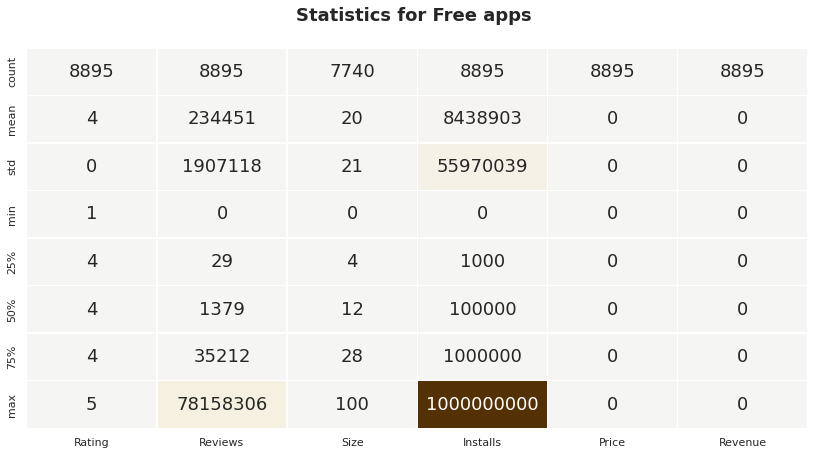 Statistics for Free apps
count 8895 8895 7740 8895 8895 8895
mean 4 234451 20 8438903 0 0
std 0 1907118 21 55970039 0 0
min 1 0 0 0 0 0
25% 4 29 4 1000 0 0
50% 4 1379 12 100000 0 0
75% 4 35212 28 1000000 0 0
max 5 78158306 100 1000000000 0 0
Rating Reviews Size Installs Price Revenue